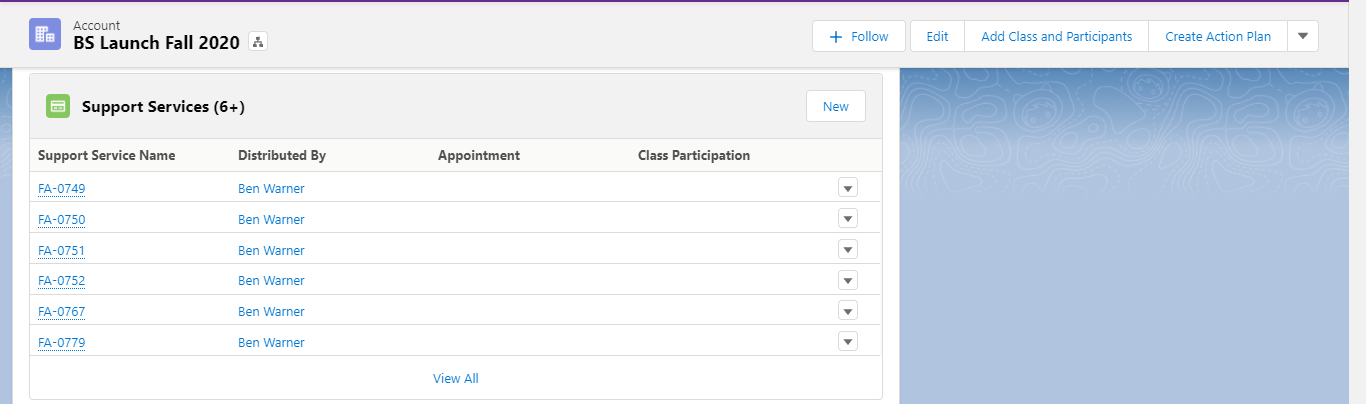 Account
BS Launch Fall 2020
Follow Edit Add Class and Participants Create Action Plan
Support Services (6+) New
Support Service Name Distributed By Appointment Class Participation
FA-0749 Ben Warner
FA-0750 Ben Warner
FA-0751 Ben Warner
FA-0752 Ben Warner
FA-0767 Ben Warner
FA-0779 Ben Warner
View All